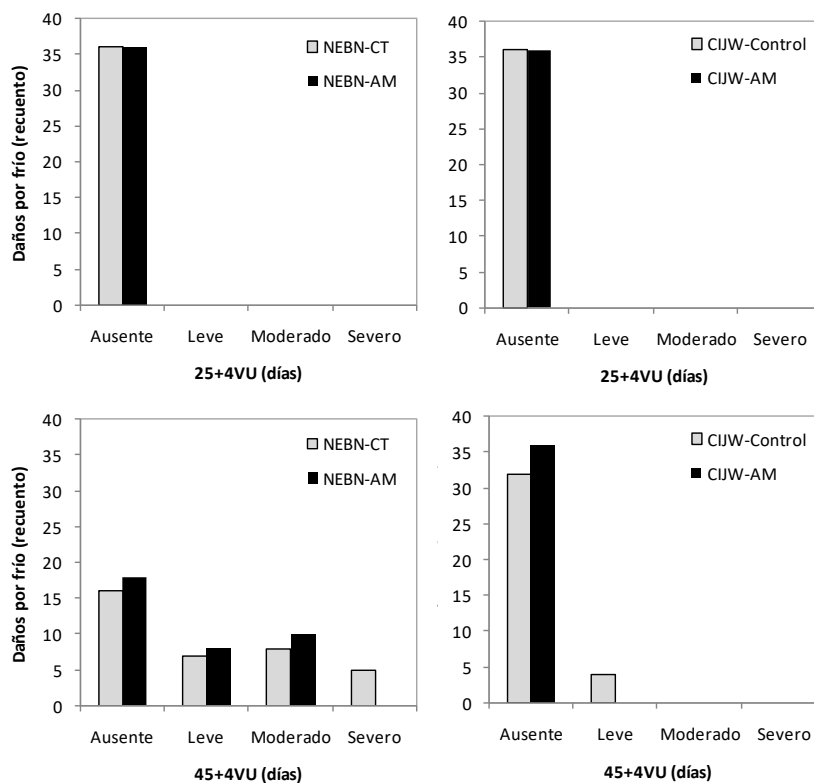 Daños por frío (recuento)
40
35
30
25
20
15
10
5
0
NEBN-CT
NEBN-AM
Ausente Leve Moderado Severo
25+4VU (días)
40
35
30
25
20
15
10
5
0
CIJW-Control
CIJW-AM
Ausente Leve Moderado Severo
25+4VU (días)
Daños por frío (recuento)
40
35
30
25
20
15
10
5
0
NEBN-CT
NEBN-AM
Ausente Leve Moderado Severo
45+4VU (días)
40
35
30
25
20
15
10
5
0
CIJW-Control
CIJW-AM
Ausente Leve Moderado Severo
45+4VU (días)